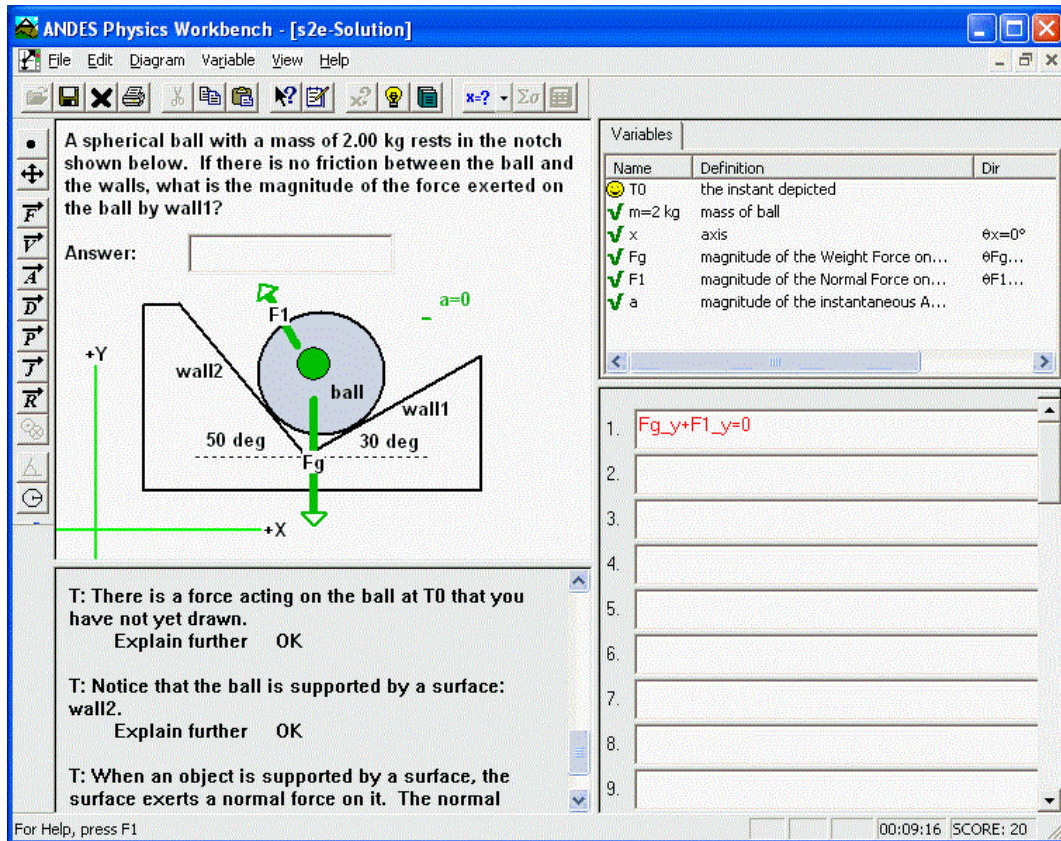 ANDES Physics Workbench - [s2e-Solution]
File Edit Diagram Variable View Help
x=? Σσ
A spherical ball with a mass of 2.00 kg rests in the notch
shown below. If there is no friction between the ball and
the walls, what is the magnitude of the force exerted on
the ball by wall1?
Answer:
F
V
A
D
P
J
R
F1
a=0
+Y
wall2
ball
wall1
50 deg
30 deg
Fg
+X
T: There is a force acting on the ball at T0 that you
have not yet drawn.
Explain further OK
T: Notice that the ball is supported by a surface:
wall2.
Explain further OK
T: When an object is supported by a surface, the
surface exerts a normal force on it. The normal
Variables
Name Definition Dir
T0 the instant depicted
m=2 kg mass of ball
x axis θx=0°
Fg magnitude of the Weight Force on... θFg...
F1 magnitude of the Normal Force on... θF1...
a magnitude of the instantaneous A...
1. Fg_y+F1_y=0
2.
3.
4.
5.
6.
7.
8.
9.
For Help, press F1
00:09:16 SCORE: 20